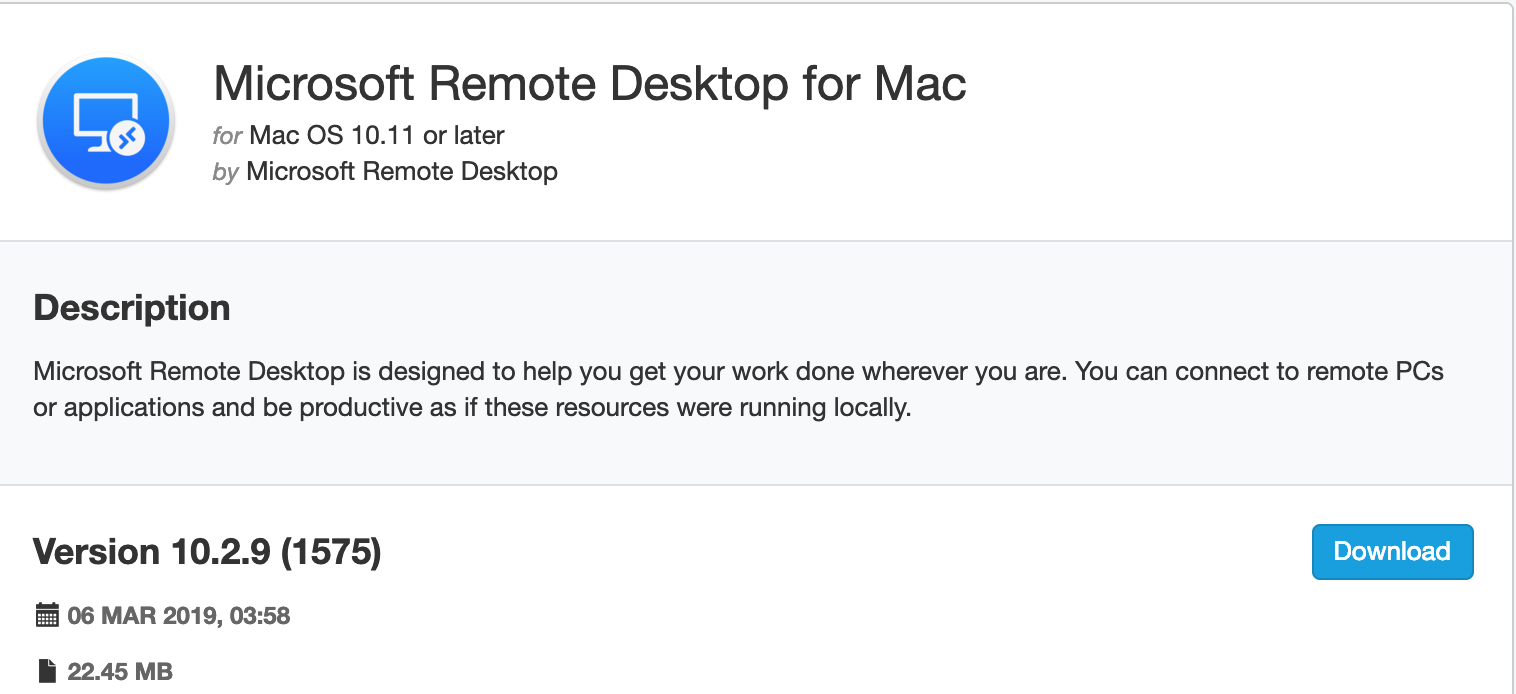 Microsoft Remote Desktop for Mac
for Mac OS 10.11 or later
by Microsoft Remote Desktop
Description
Microsoft Remote Desktop is designed to help you get your work done wherever you are. You can connect to remote PCs
or applications and be productive as if these resources were running locally.
Version 10.2.9 (1575)
Download
06 MAR 2019, 03:58
22.45 MB